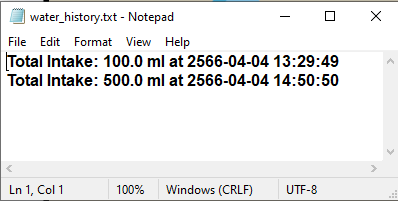 water_history.txt - Notepad
File Edit Format View Help
Total Intake: 100.0 ml at 2566-04-04 13:29:49
Total Intake: 500.0 ml at 2566-04-04 14:50:50
Ln 1, Col 1 100% Windows (CRLF) UTF-8